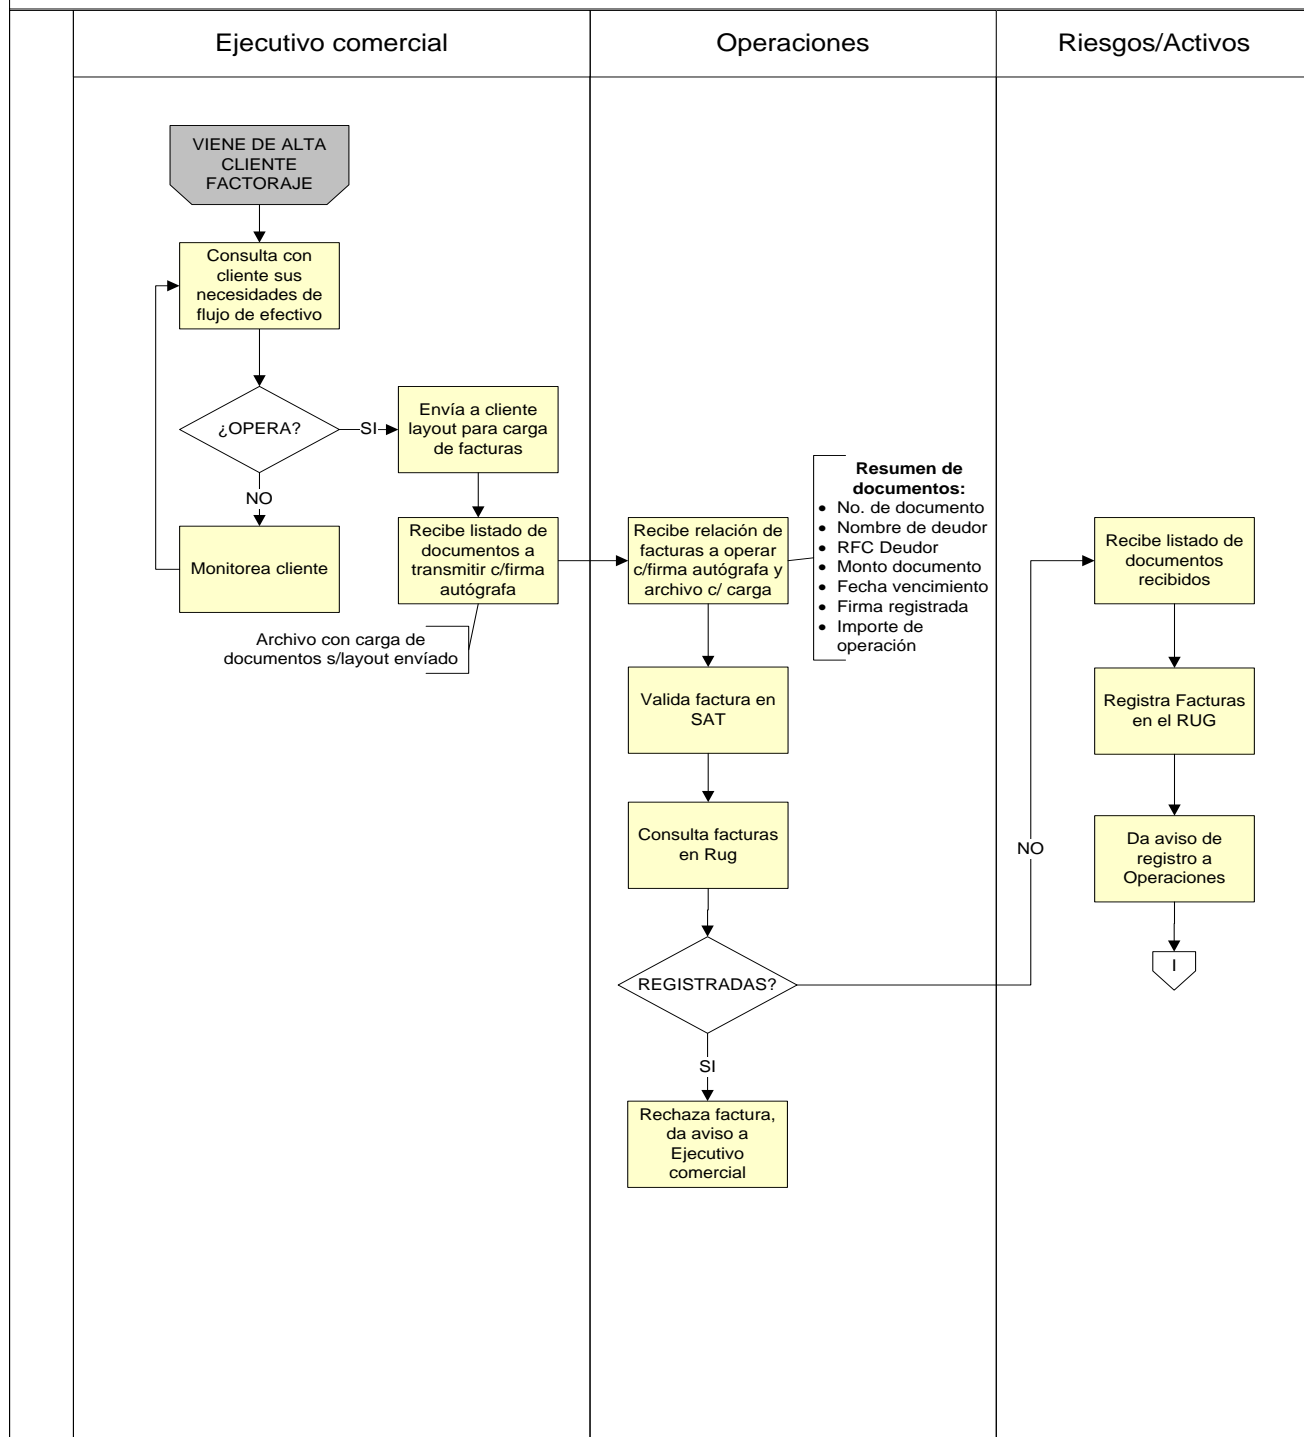 Ejecutivo comercial
Operaciones
Riesgos/Activos
VIENE DE ALTA
CLIENTE
FACTORAJE
Consulta con
cliente sus
necesidades de
flujo de efectivo
¿OPERA?
SI
Envía a cliente
layout para carga
de facturas
NO
Monitorea cliente
Recibe listado de
documentos a
transmitir c/firma
autógrafa
Archivo con carga de
documentos s/layout envíado
Recibe relación de
facturas a operar
c/firma autógrafa y
archivo c/ carga
Resumen de
documentos:
• No. de documento
• Nombre de deudor
• RFC Deudor
• Monto documento
• Fecha vencimiento
• Firma registrada
• Importe de
operación
Valida factura en
SAT
Consulta facturas
en Rug
REGISTRADAS?
SI
Rechaza factura,
da aviso a
Ejecutivo
comercial
NO
Recibe listado de
documentos
recibidos
Registra Facturas
en el RUG
Da aviso de
registro a
Operaciones
I